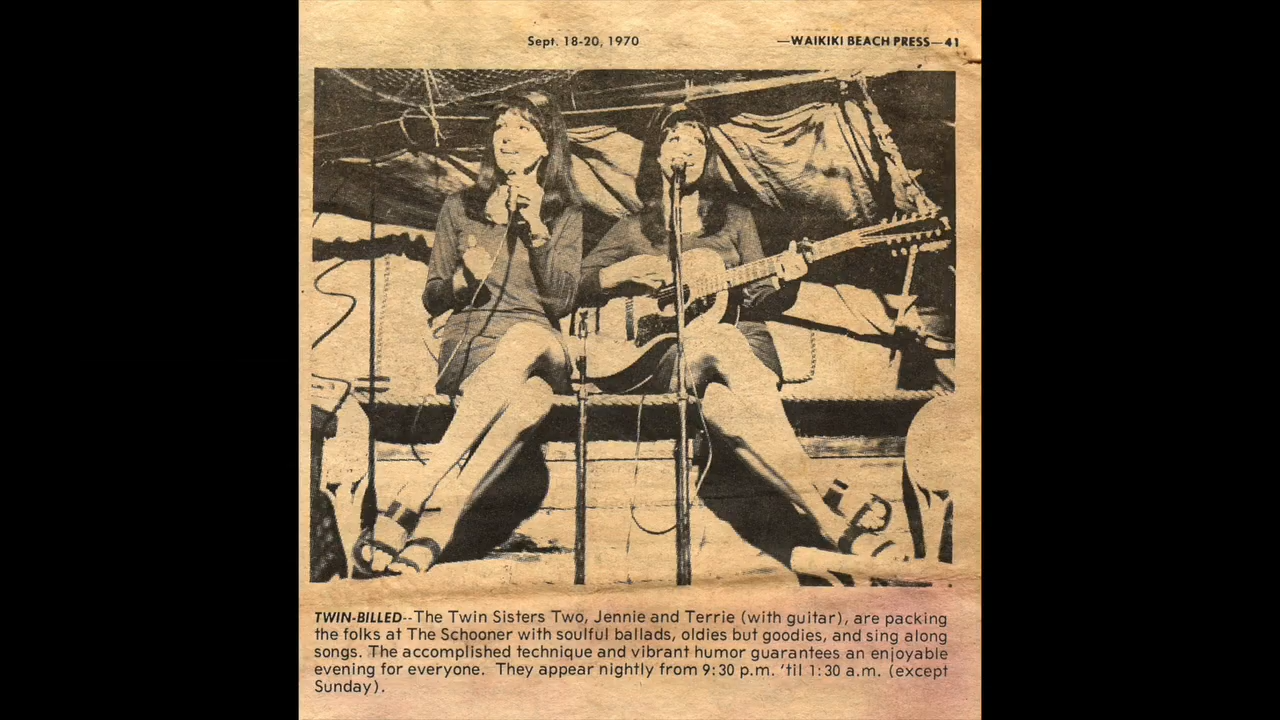 Sept. 18-20, 1970
—WAIKIKI BEACH PRESS—41
TWIN-BILLED--The Twin Sisters Two, Jennie and Terrie (with guitar), are packing
the folks at The Schooner with soulful ballads, oldies but goodies, and sing along
songs. The accomplished technique and vibrant humor guarantees an enjoyable
evening for everyone. They appear nightly from 9:30 p.m. 'til 1:30 a.m. (except
Sunday).